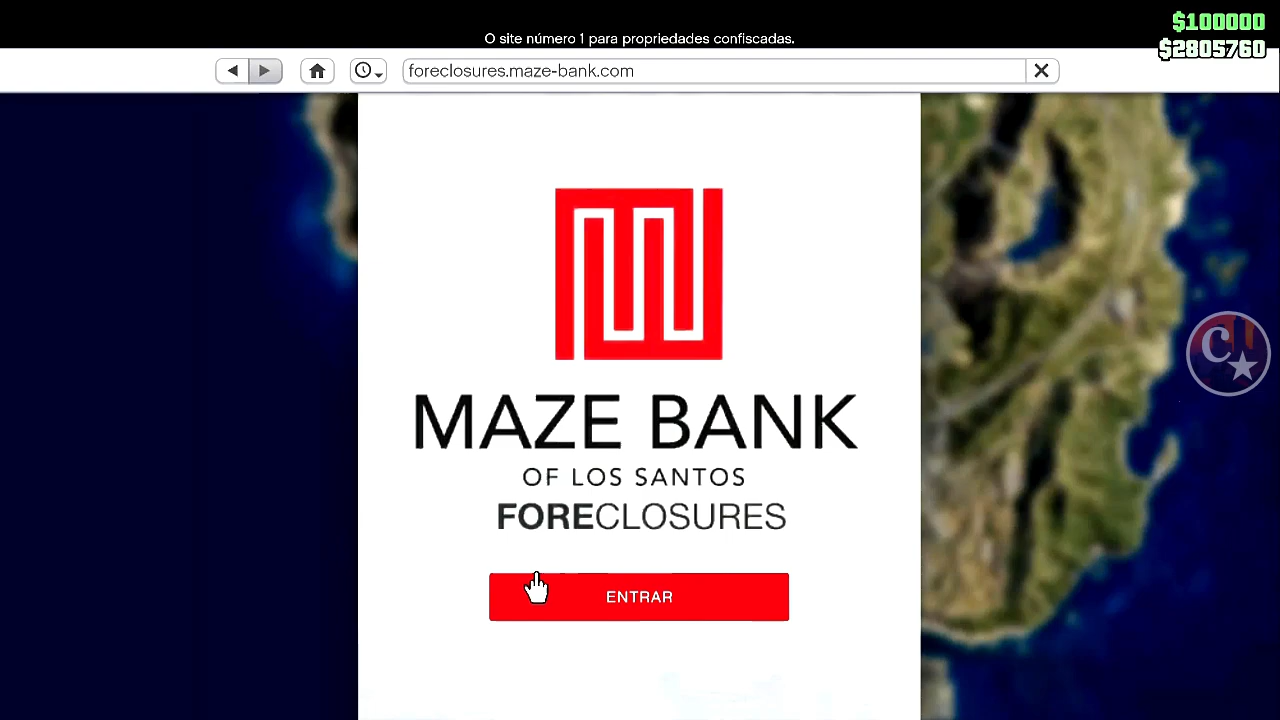 $100000
O site número 1 para propriedades confiscadas.
$2805760
foreclosures.maze-bank.com
MAZE BANK
OF LOS SANTOS
FORECLOSURES
ENTRAR
C